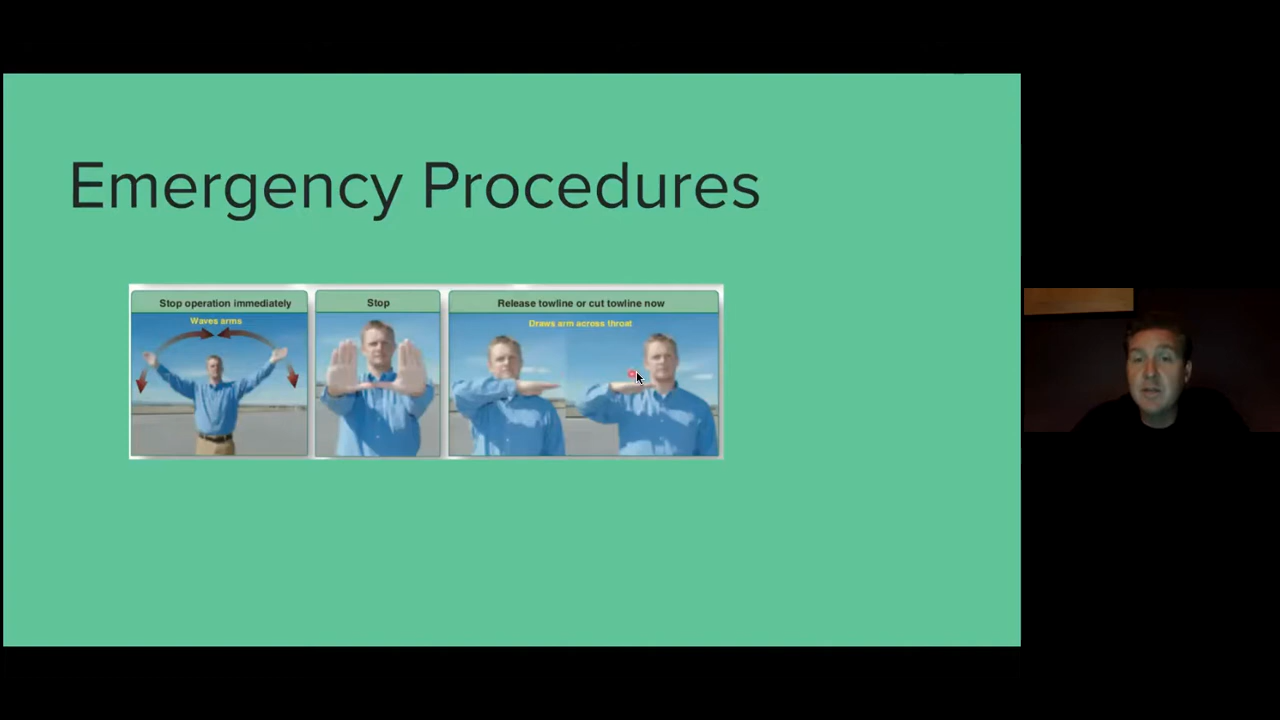 Emergency Procedures
Stop operation immediately
Waves arms
Stop
Release towline or cut towline now
Draws arm across throat